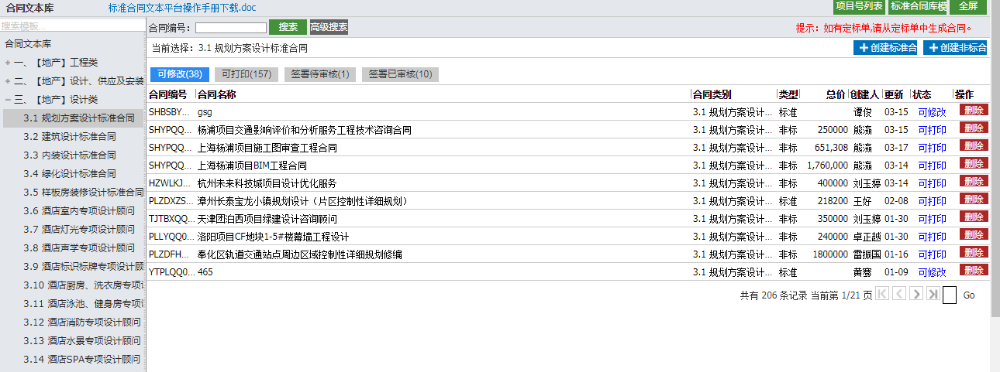 合同文本库 标准合同文本平台操作手册下载.doc 项目号列表 标准合同库模 全屏
搜索模板...
合同编号： 搜索 高级搜索 提示：如有定标单,请从定标单中生成合同。
当前选择：3.1 规划方案设计标准合同 创建标准合 创建非标合
可修改(38) 可打印(157) 签署待审核(1) 签署已审核(10)
合同文本库
一、【地产】工程类
二、【地产】设计、供应及安装
三、【地产】设计类
3.1 规划方案设计标准合同
3.2 建筑设计标准合同
3.3 内装设计标准合同
3.4 绿化设计标准合同
3.5 样板房装修设计标准合同
3.6 酒店室内专项设计顾问
3.7 酒店灯光专项设计顾问
3.8 酒店声学专项设计顾问
3.9 酒店标识标牌专项设计顾
3.10 酒店厨房、洗衣房专项设
3.11 酒店泳池、健身房专项设
3.12 酒店消防专项设计顾问
3.13 酒店水景专项设计顾问
3.14 酒店SPA专项设计顾问
合同编号 合同名称 合同类别 类型 总价 创建人 更新 状态 操作
SHBSBY... gsg 3.1 规划方案设计... 标准 谭俊 03-15 可修改 删除
SHYPQQ... 杨浦项目交通影响评价和分析服务工程技术咨询合同 3.1 规划方案设计... 非标 250000 熊瀛 03-15 可打印 删除
SHYPQQ... 上海杨浦项目施工图审查工程合同 3.1 规划方案设计... 非标 651,308 熊瀛 03-17 可打印 删除
SHYPQQ... 上海杨浦项目BIM工程合同 3.1 规划方案设计... 非标 1,760,000 熊瀛 03-14 可打印 删除
HZWLKJ... 杭州未来科技城项目设计优化服务 3.1 规划方案设计... 非标 400000 刘玉婷 03-14 可打印 删除
PLZDXZS... 漳州长泰宝龙小镇规划设计（片区控制性详细规划） 3.1 规划方案设计... 标准 218200 王好 02-08 可打印 删除
TJTBXQQ... 天津团泊西项目绿建设计咨询顾问 3.1 规划方案设计... 非标 350000 刘玉婷 01-30 可打印 删除
PLLYQQ0... 洛阳项目CF地块1-5#楼幕墙工程设计 3.1 规划方案设计... 非标 240000 卓正越 01-30 可打印 删除
PLZDFH... 奉化区轨道交通站点周边区域控制性详细规划修编 3.1 规划方案设计... 非标 1800000 雷振国 01-16 可打印 删除
YTPLQQ0... 465 3.1 规划方案设计... 标准 黄骞 01-09 可修改 删除
共有 206 条记录 当前第 1/21 页 Go